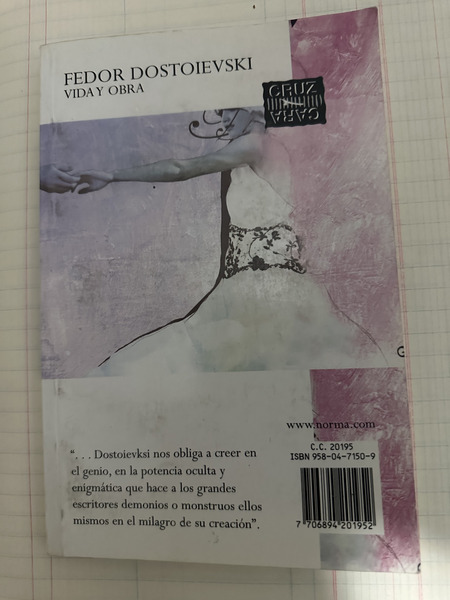 FEDOR DOSTOIEVSKI
VIDA Y OBRA
CRUZ
CARA
www.norma.com
C.C. 20195
ISBN 958-04-7150-9
“. . . Dostoievksi nos obliga a creer en
el genio, en la potencia oculta y
enigmática que hace a los grandes
escritores demonios o monstruos ellos
mismos en el milagro de su creación”.
7 706894 201952